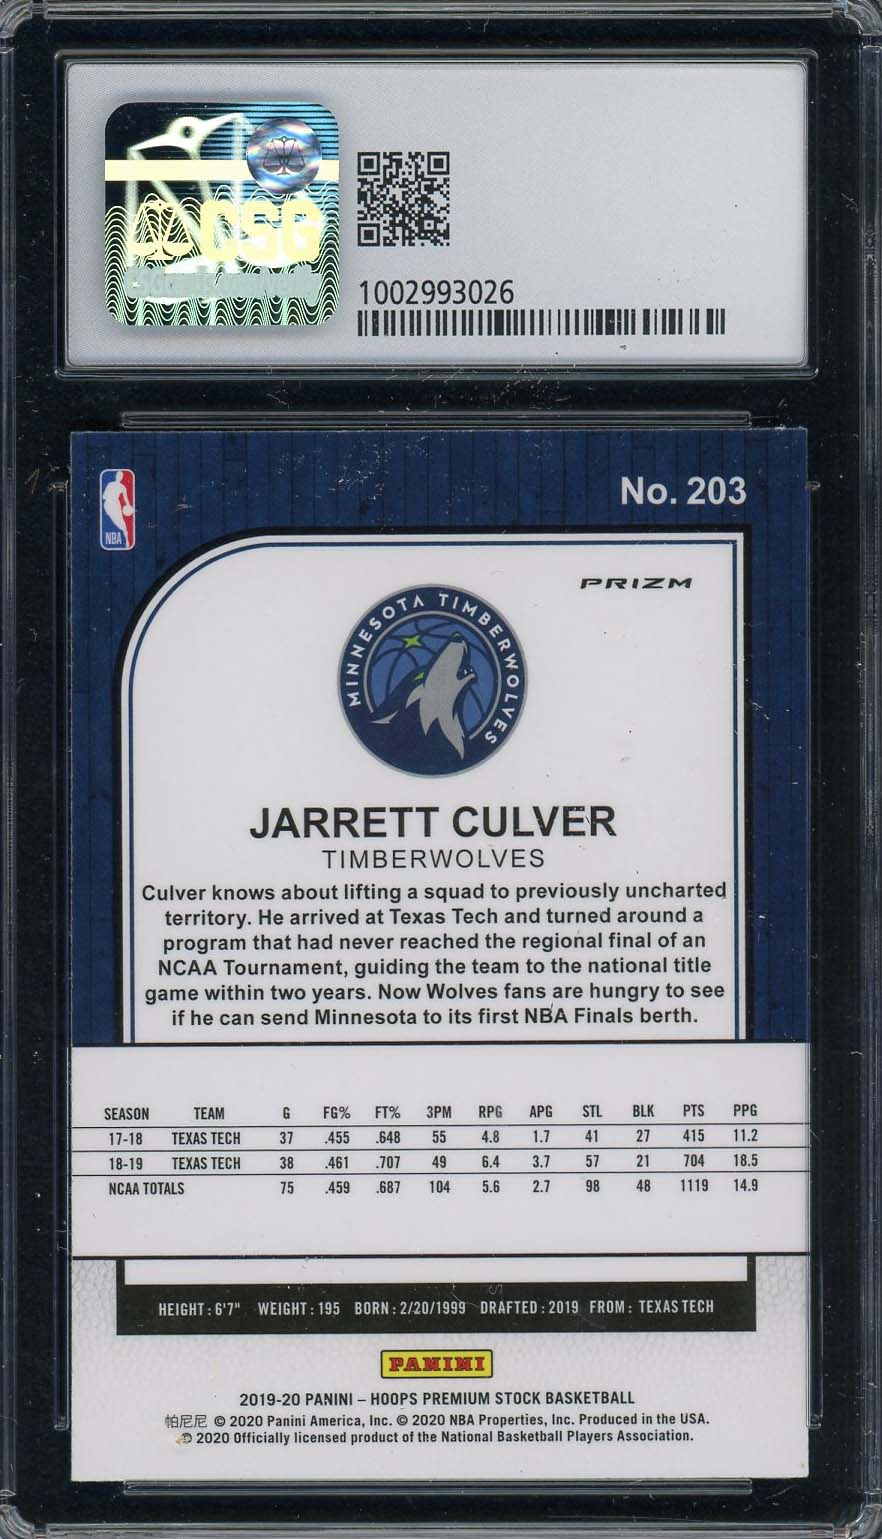 CSG
1002993026
No. 203
NBA
PRIZM
MINNESOTA TIMBERWOLVES
JARRETT CULVER
TIMBERWOLVES
Culver knows about lifting a squad to previously uncharted
territory. He arrived at Texas Tech and turned around a
program that had never reached the regional final of an
NCAA Tournament, guiding the team to the national title
game within two years. Now Wolves fans are hungry to see
if he can send Minnesota to its first NBA Finals berth.
SEASON TEAM G FG% FT% 3PM RPG APG STL BLK PTS PPG
17-18 TEXAS TECH 37 .455 .648 55 4.8 1.7 41 27 415 11.2
18-19 TEXAS TECH 38 .461 .707 49 6.4 3.7 57 21 704 18.5
NCAA TOTALS 75 .459 .687 104 5.6 2.7 98 48 1119 14.9
HEIGHT: 6'7" WEIGHT: 195 BORN: 2/20/1999 DRAFTED: 2019 FROM: TEXAS TECH
PANINI
2019-20 PANINI – HOOPS PREMIUM STOCK BASKETBALL
帕尼尼 © 2020 Panini America, Inc. © 2020 NBA Properties, Inc. Produced in the USA.
© 2020 Officially licensed product of the National Basketball Players Association.